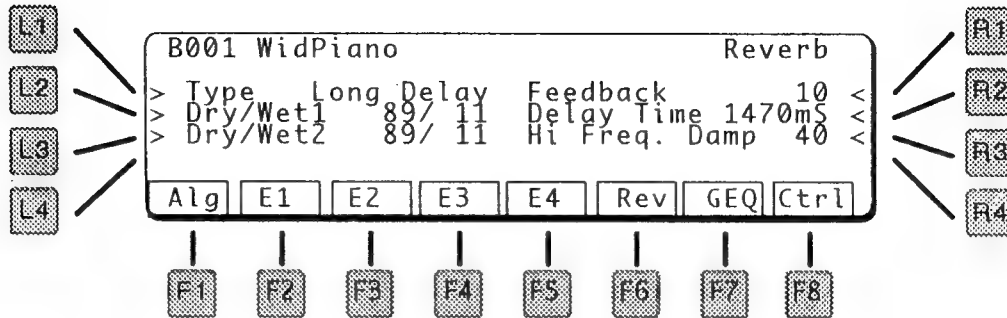 L1
L2
L3
L4
B001 WidPiano Reverb
> Type Long Delay Feedback 10 <
> Dry/Wet1 89/ 11 Delay Time 1470mS <
> Dry/Wet2 89/ 11 Hi Freq. Damp 40 <
Alg E1 E2 E3 E4 Rev GEQ Ctrl
R1
R2
R3
R4
F1 F2 F3 F4 F5 F6 F7 F8